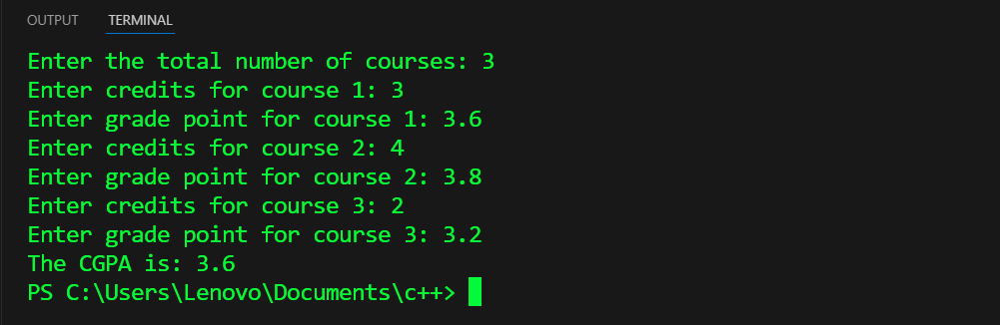 OUTPUT TERMINAL
Enter the total number of courses: 3
Enter credits for course 1: 3
Enter grade point for course 1: 3.6
Enter credits for course 2: 4
Enter grade point for course 2: 3.8
Enter credits for course 3: 2
Enter grade point for course 3: 3.2
The CGPA is: 3.6
PS C:\Users\Lenovo\Documents\c++>